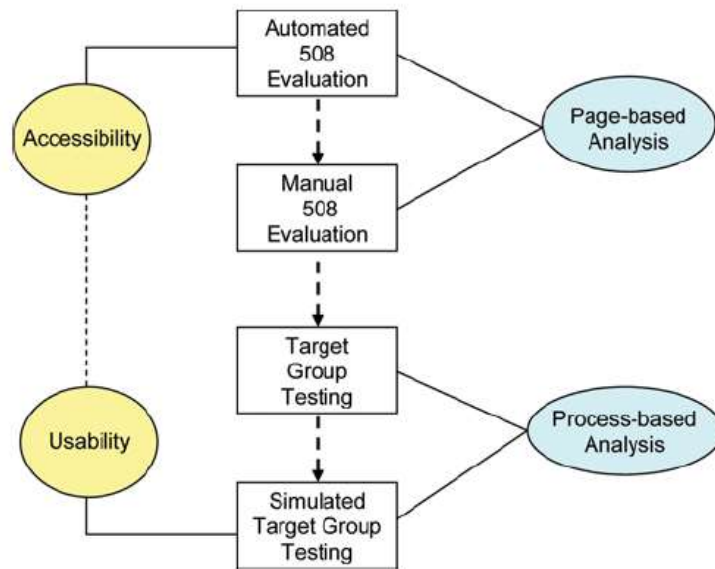 Automated
508
Evaluation
Accessibility
Page-based
Analysis
Manual
508
Evaluation
Target
Group
Testing
Usability
Process-based
Analysis
Simulated
Target Group
Testing